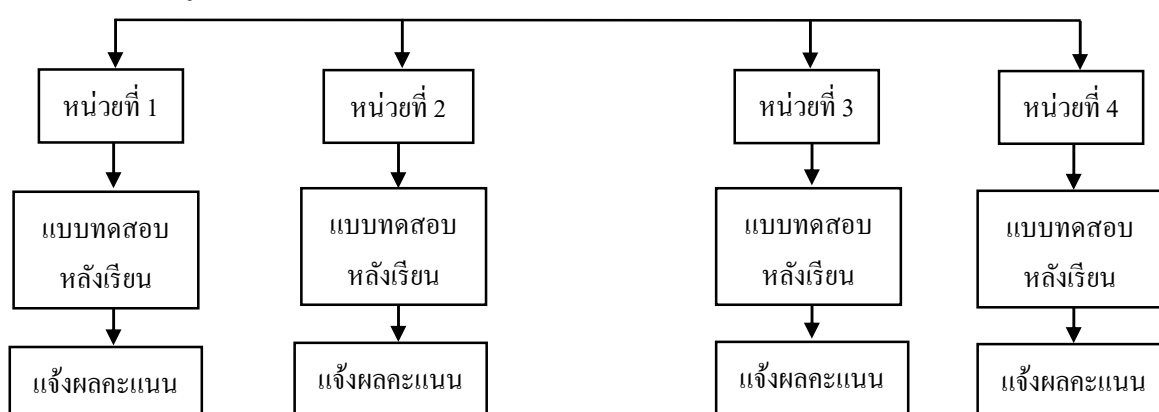 หน่วยที่ 1
หน่วยที่ 2
หน่วยที่ 3
หน่วยที่ 4
แบบทดสอบ
หลังเรียน
แบบทดสอบ
หลังเรียน
แบบทดสอบ
หลังเรียน
แบบทดสอบ
หลังเรียน
แจ้งผลคะแนน
แจ้งผลคะแนน
แจ้งผลคะแนน
แจ้งผลคะแนน